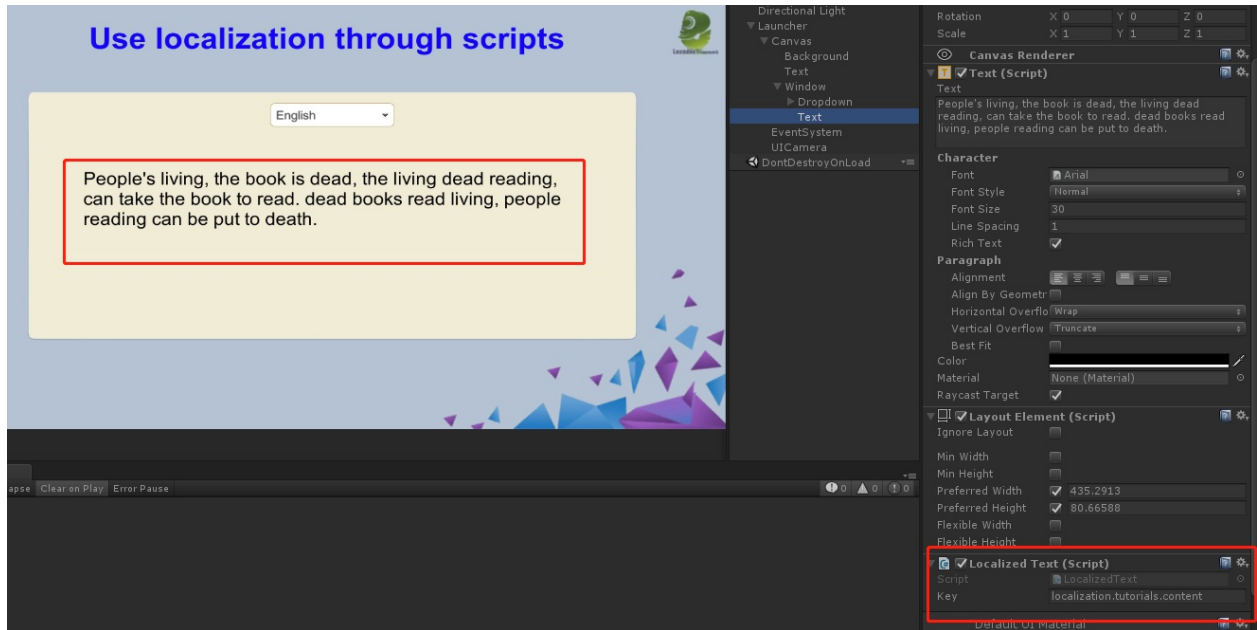 Use localization through scripts
English
People's living, the book is dead, the living dead reading,
can take the book to read. dead books read living, people
reading can be put to death.
apse Clear on Play Error Pause
0 0 0
Directional Light
Launcher
Canvas
Background
Text
Window
Dropdown
Text
EventSystem
UICamera
DontDestroyOnLoad
Rotation X 0 Y 0 Z 0
Scale X 1 Y 1 Z 1
Canvas Renderer
Text (Script)
Text
People's living, the book is dead, the living dead
reading, can take the book to read. dead books read
living, people reading can be put to death.
Character
Font Arial
Font Style Normal
Font Size 30
Line Spacing 1
Rich Text
Paragraph
Alignment
Align By Geometr
Horizontal Overflo Wrap
Vertical Overflow Truncate
Best Fit
Color
Material None (Material)
Raycast Target
Layout Element (Script)
Ignore Layout
Min Width
Min Height
Preferred Width 435.2913
Preferred Height 80.66588
Flexible Width
Flexible Height
Localized Text (Script)
Script LocalizedText
Key localization.tutorials.content
Default UI Material